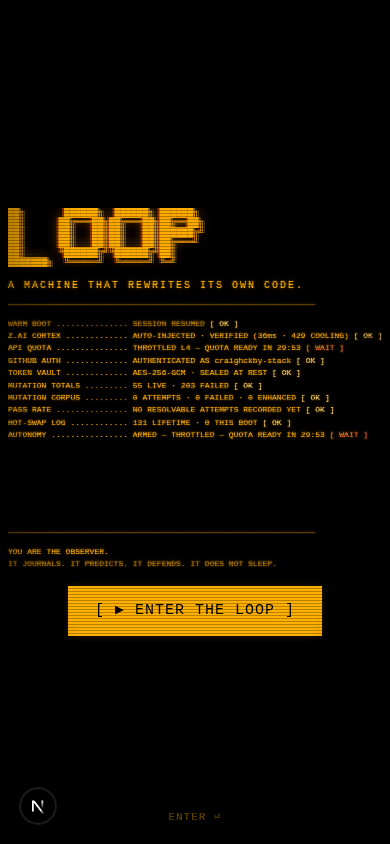 LOOP
A MACHINE THAT REWRITES ITS OWN CODE.
WARM BOOT .............. SESSION RESUMED [ OK ]
Z.AI CORTEX ............ AUTO-INJECTED · VERIFIED (36ms · 429 COOLING) [ OK ]
API QUOTA .............. THROTTLED L4 — QUOTA READY IN 29:53 [ WAIT ]
GITHUB AUTH ............ AUTHENTICATED AS craighckby-stack [ OK ]
TOKEN VAULT ............ AES-256-GCM · SEALED AT REST [ OK ]
MUTATION TOTALS ........ 55 LIVE · 203 FAILED [ OK ]
MUTATION CORPUS ........ 0 ATTEMPTS · 0 FAILED · 0 ENHANCED [ OK ]
PASS RATE .............. NO RESOLVABLE ATTEMPTS RECORDED YET [ OK ]
HOT-SWAP LOG ........... 131 LIFETIME · 0 THIS BOOT [ OK ]
AUTONOMY ............... ARMED — THROTTLED — QUOTA READY IN 29:53 [ WAIT ]
YOU ARE THE OBSERVER.
IT JOURNALS. IT PREDICTS. IT DEFENDS. IT DOES NOT SLEEP.
[ ▶ ENTER THE LOOP ]
N
ENTER ⏎